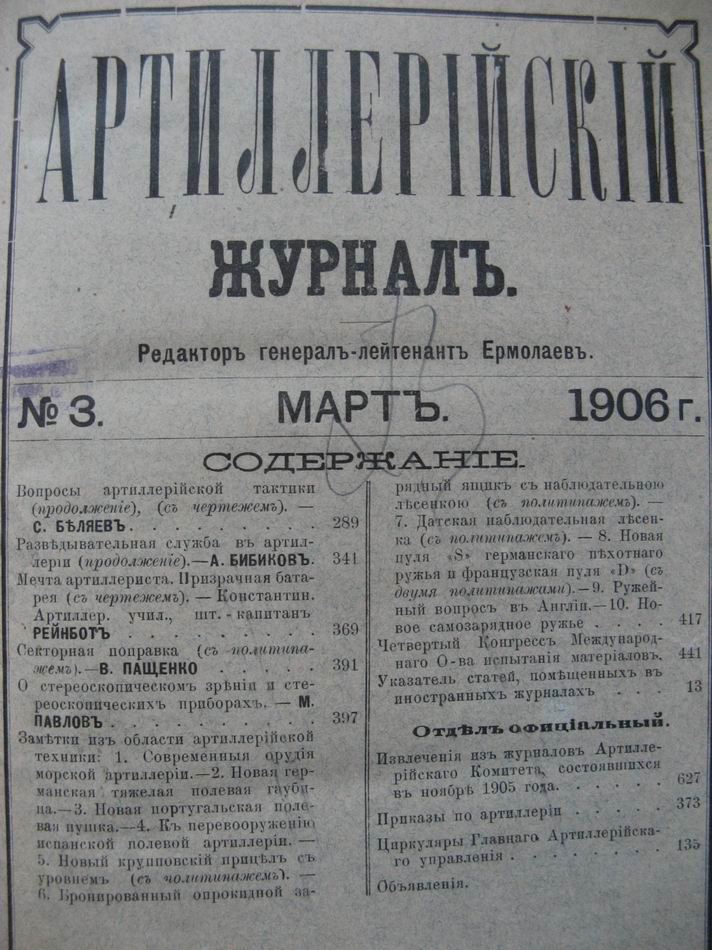 АРТИЛЛЕРІЙСКІЙ
ЖУРНАЛЪ.
Редакторъ генералъ-лейтенантъ Ермолаевъ.
№ 3. МАРТЪ. 1906 г.
СОДЕРЖАНІЕ.
Вопросы артиллерійской тактики
(продолженіе), (съ чертежемъ). —
С. БѢЛЯЕВЪ. . . . . . . . . . 289
Развѣдывательная служба въ артил-
леріи (продолженіе).—А. БИБИКОВЪ. 341
Мечта артиллериста. Призрачная бата-
рея (съ чертежемъ). — Константин.
Артиллер. учил., шт.-капитанъ
РЕЙНБОТЪ . . . . . . . . . . 369
Секторная поправка (съ политипа-
жемъ).—В. ПАЩЕНКО . . . . . 391
О стереоскопическомъ зрѣніи и сте-
реоскопическихъ приборахъ. — М.
ПАВЛОВЪ . . . . . . . . . . . 397
Замѣтки изъ области артиллерійской
техники: 1. Современныя орудія
морской артиллеріи.—2. Новая гер-
манская тяжелая полевая гауби-
ца.—3. Новая португальская поле-
вая пушка.—4. Къ перевооруженію
испанской полевой артиллеріи. —
5. Новый крупповскій прицѣлъ съ
уровнемъ (съ политипажемъ). —
6. Бронированный опрокидной за-
рядный ящикъ съ наблюдательною
лѣсенкою (съ политипажемъ). —
7. Датская наблюдательная лѣсен-
ка (съ политипажемъ). — 8. Новая
пуля «S» германскаго пѣхотнаго
ружья и французская пуля «D» (съ
двумя политипажами).—9. Ружей-
ный вопросъ въ Англіи.—10. Но-
вое самозарядное ружье . . . . 417
Четвертый Конгрессъ Международ-
наго О-ва испытанія матеріаловъ. 441
Указатель статей, помѣщенныхъ въ
иностранныхъ журналахъ . . . 13
Отдѣлъ официіальный.
Извлеченія изъ журналовъ Артилле-
рійскаго Комитета, состоявшихся
въ ноябрѣ 1905 года. . . . . . . 627
Приказы по артиллеріи . . . . . 373
Циркуляры Главнаго Артиллерійска-
го управленія . . . . . . . . . 135
Объявленія.